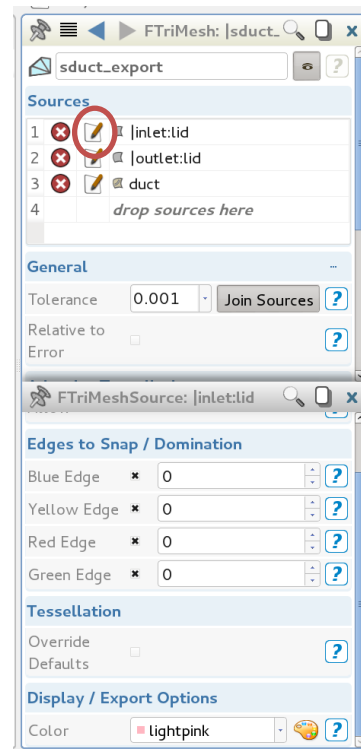 FTriMesh: |sduct_
sduct_export
Sources
1 |inlet:lid
2 |outlet:lid
3 duct
4 drop sources here
General ...
Tolerance 0.001 Join Sources ?
Relative to
Error ?
FTriMeshSource: |inlet:lid
Edges to Snap / Domination
Blue Edge 0 ?
Yellow Edge 0 ?
Red Edge 0 ?
Green Edge 0 ?
Tessellation
Override
Defaults ?
Display / Export Options
Color lightpink ?